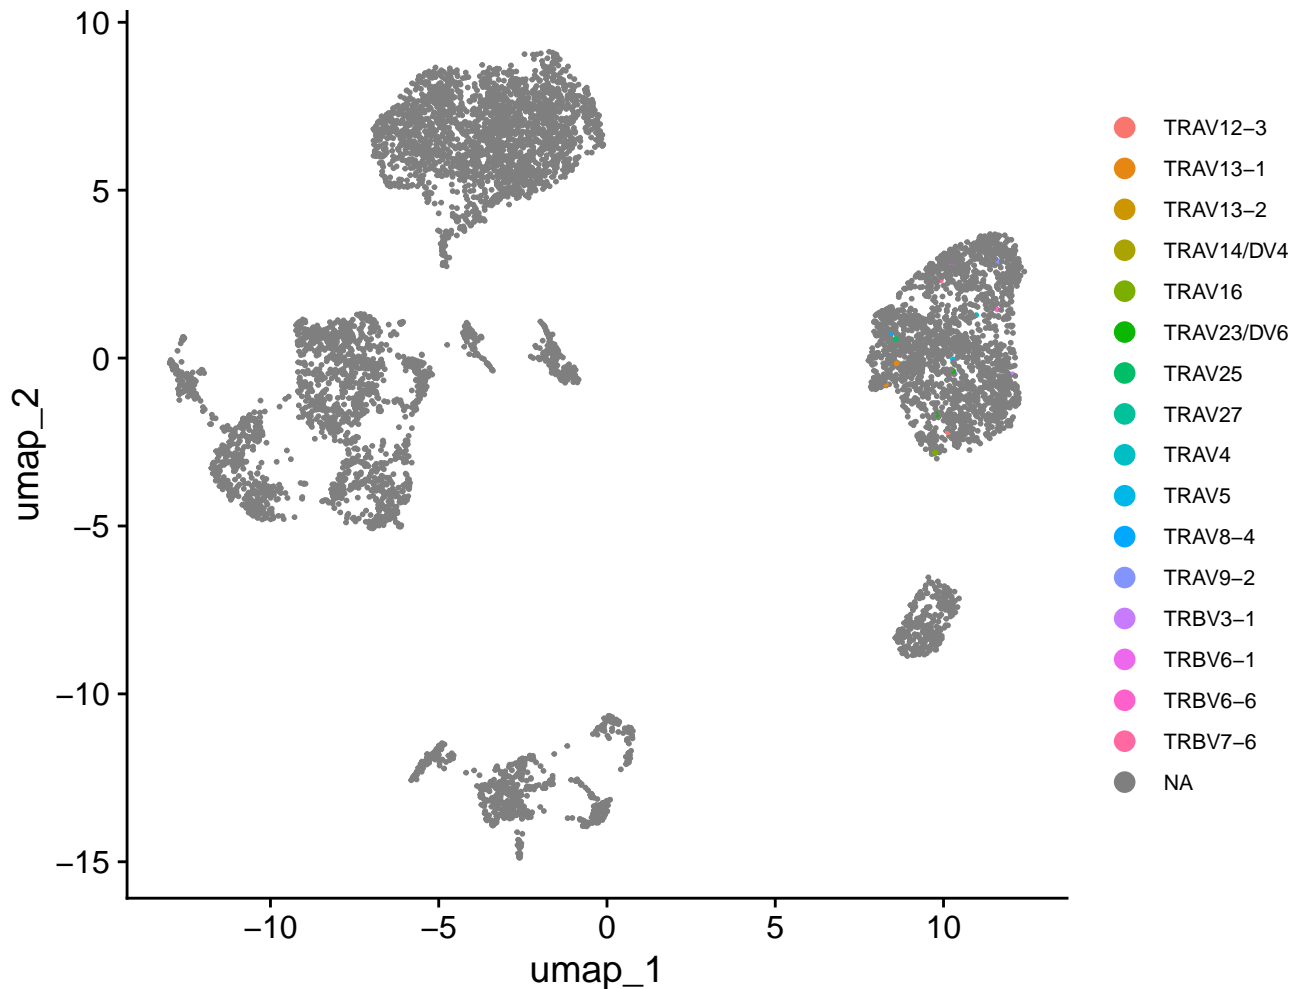 10
5
0
−5
−10
−15
umap_2
−10
−5
0
5
10
umap_1
TRAV12−3
TRAV13−1
TRAV13−2
TRAV14/DV4
TRAV16
TRAV23/DV6
TRAV25
TRAV27
TRAV4
TRAV5
TRAV8−4
TRAV9−2
TRBV3−1
TRBV6−1
TRBV6−6
TRBV7−6
NA